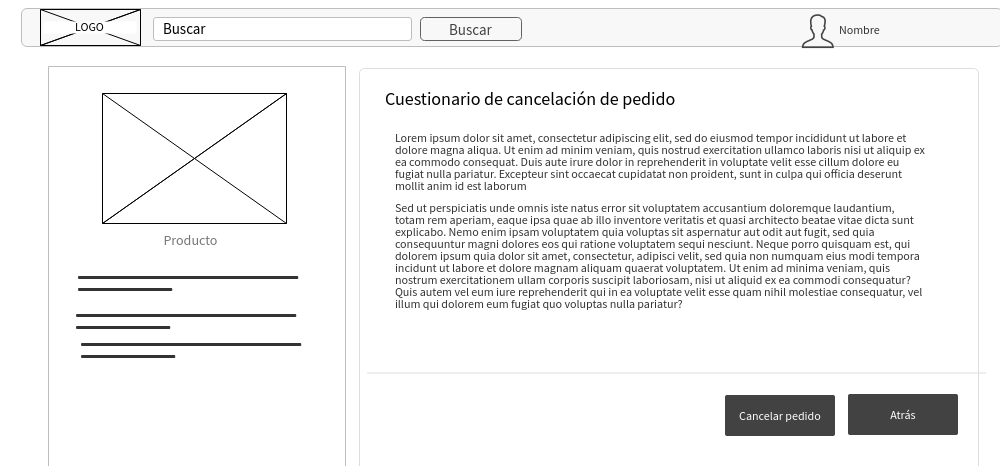 LOGO
Buscar
Buscar
Nombre
Producto
Cuestionario de cancelación de pedido
Lorem ipsum dolor sit amet, consectetur adipiscing elit, sed do eiusmod tempor incididunt ut labore et
dolore magna aliqua. Ut enim ad minim veniam, quis nostrud exercitation ullamco laboris nisi ut aliquip ex
ea commodo consequat. Duis aute irure dolor in reprehenderit in voluptate velit esse cillum dolore eu
fugiat nulla pariatur. Excepteur sint occaecat cupidatat non proident, sunt in culpa qui officia deserunt
mollit anim id est laborum
Sed ut perspiciatis unde omnis iste natus error sit voluptatem accusantium doloremque laudantium,
totam rem aperiam, eaque ipsa quae ab illo inventore veritatis et quasi architecto beatae vitae dicta sunt
explicabo. Nemo enim ipsam voluptatem quia voluptas sit aspernatur aut odit aut fugit, sed quia
consequuntur magni dolores eos qui ratione voluptatem sequi nesciunt. Neque porro quisquam est, qui
dolorem ipsum quia dolor sit amet, consectetur, adipisci velit, sed quia non numquam eius modi tempora
incidunt ut labore et dolore magnam aliquam quaerat voluptatem. Ut enim ad minima veniam, quis
nostrum exercitationem ullam corporis suscipit laboriosam, nisi ut aliquid ex ea commodi consequatur?
Quis autem vel eum iure reprehenderit qui in ea voluptate velit esse quam nihil molestiae consequatur, vel
illum qui dolorem eum fugiat quo voluptas nulla pariatur?
Cancelar pedido
Atrás